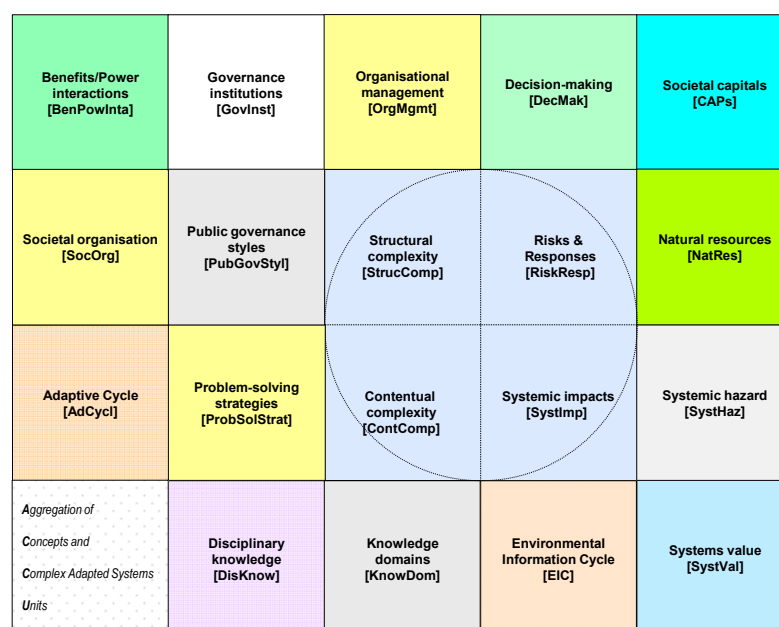 Benefits/Power
interactions
[BenPowInta]
Governance
institutions
[GovInst]
Organisational
management
[OrgMgmt]
Decision-making
[DecMak]
Societal capitals
[CAPs]
Societal organisation
[SocOrg]
Public governance
styles
[PubGovStyl]
Structural
complexity
[StrucComp]
Risks &
Responses
[RiskResp]
Natural resources
[NatRes]
Adaptive Cycle
[AdCycl]
Problem-solving
strategies
[ProbSolStrat]
Contentual
complexity
[ContComp]
Systemic impacts
[SystImp]
Systemic hazard
[SystHaz]
Aggregation of
Concepts and
Complex Adapted Systems
Units
Disciplinary
knowledge
[DisKnow]
Knowledge
domains
[KnowDom]
Environmental
Information Cycle
[EIC]
Systems value
[SystVal]